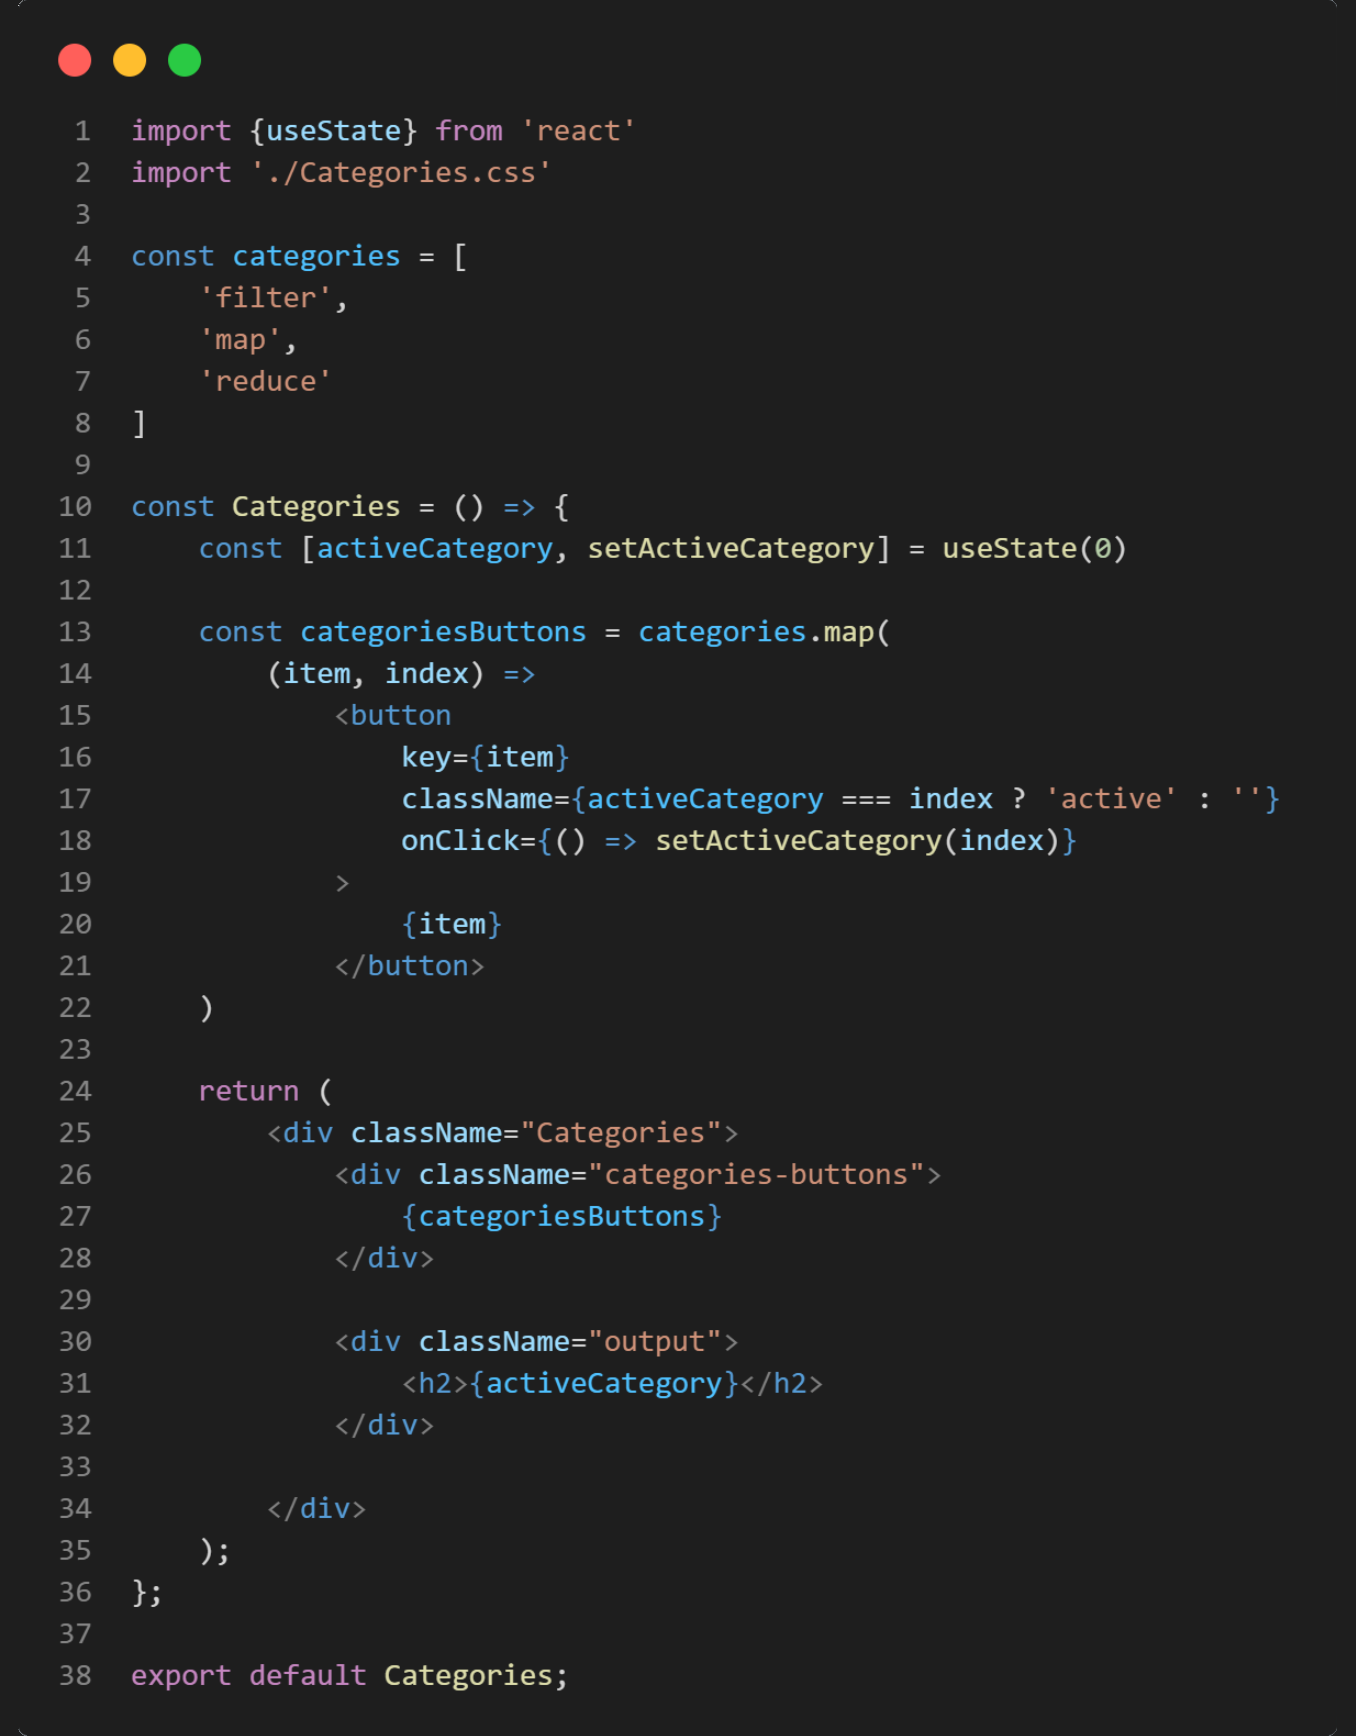 1 import {useState} from 'react'
2 import './Categories.css'
3
4 const categories = [
5     'filter',
6     'map',
7     'reduce'
8 ]
9
10 const Categories = () => {
11     const [activeCategory, setActiveCategory] = useState(0)
12
13     const categoriesButtons = categories.map(
14         (item, index) =>
15             <button
16                 key={item}
17                 className={activeCategory === index ? 'active' : ''}
18                 onClick={() => setActiveCategory(index)}
19             >
20                 {item}
21             </button>
22     )
23
24     return (
25         <div className="Categories">
26             <div className="categories-buttons">
27                 {categoriesButtons}
28             </div>
29
30             <div className="output">
31                 <h2>{activeCategory}</h2>
32             </div>
33
34         </div>
35     );
36 };
37
38 export default Categories;